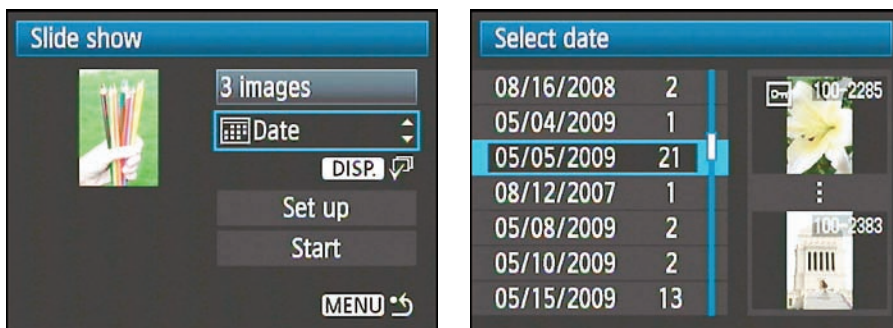 Slide show
3 images
Date
DISP.
Set up
Start
MENU
Select date
08/16/2008 2
05/04/2009 1
05/05/2009 21
08/12/2007 1
05/08/2009 2
05/10/2009 2
05/15/2009 13
100-2285
100-2383